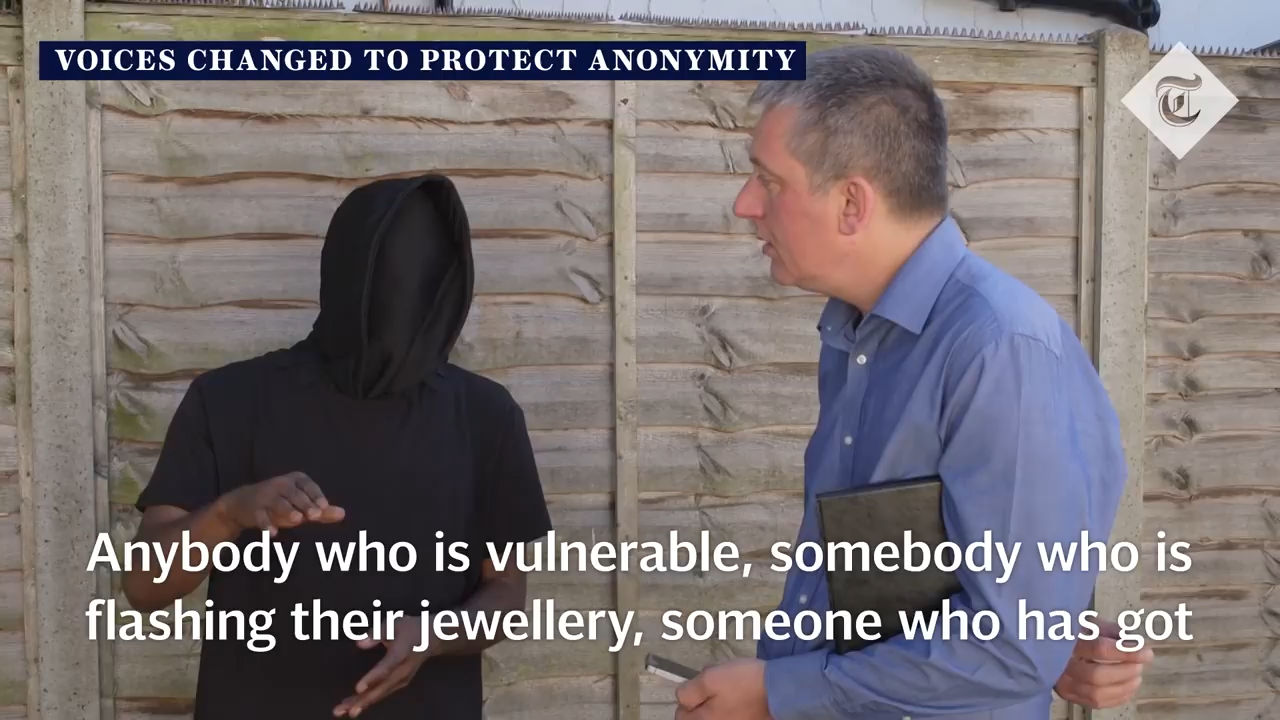 VOICES CHANGED TO PROTECT ANONYMITY
T
Anybody who is vulnerable, somebody who is
flashing their jewellery, someone who has got